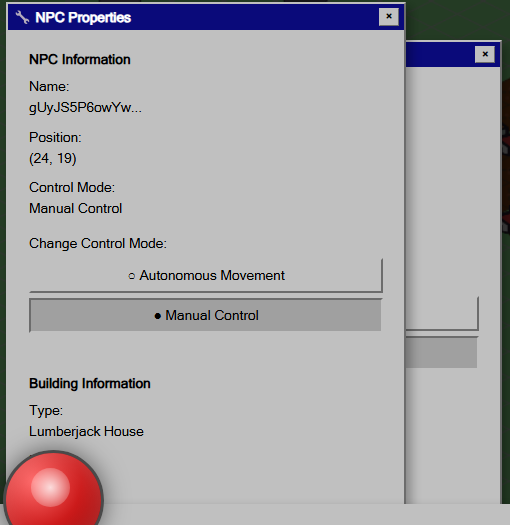 NPC Properties
NPC Information
Name:
gUyJS5P6owYw...
Position:
(24, 19)
Control Mode:
Manual Control
Change Control Mode:
○ Autonomous Movement
● Manual Control
Building Information
Type:
Lumberjack House